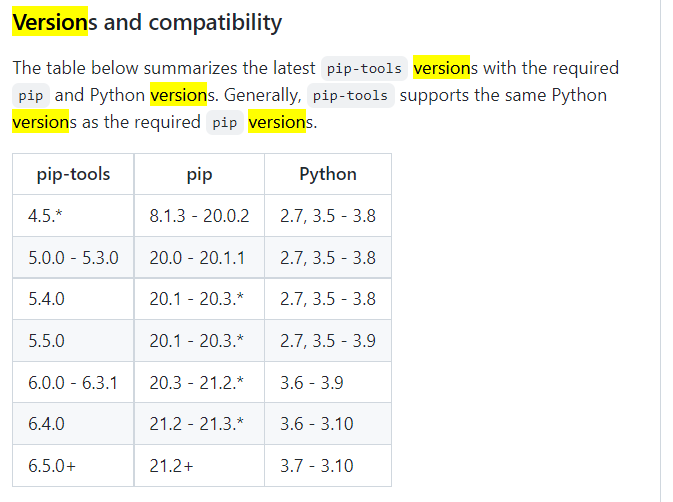 Versions and compatibility
The table below summarizes the latest pip-tools versions with the required
pip and Python versions. Generally, pip-tools supports the same Python
versions as the required pip versions.
pip-tools pip Python
4.5.* 8.1.3 - 20.0.2 2.7, 3.5 - 3.8
5.0.0 - 5.3.0 20.0 - 20.1.1 2.7, 3.5 - 3.8
5.4.0 20.1 - 20.3.* 2.7, 3.5 - 3.8
5.5.0 20.1 - 20.3.* 2.7, 3.5 - 3.9
6.0.0 - 6.3.1 20.3 - 21.2.* 3.6 - 3.9
6.4.0 21.2 - 21.3.* 3.6 - 3.10
6.5.0+ 21.2+ 3.7 - 3.10